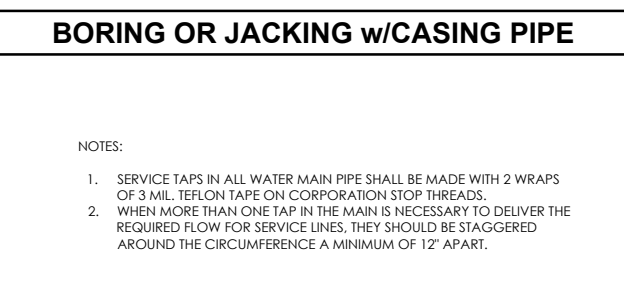 BORING OR JACKING w/CASING PIPE
NOTES:
1. SERVICE TAPS IN ALL WATER MAIN PIPE SHALL BE MADE WITH 2 WRAPS
OF 3 MIL. TEFLON TAPE ON CORPORATION STOP THREADS.
2. WHEN MORE THAN ONE TAP IN THE MAIN IS NECESSARY TO DELIVER THE
REQUIRED FLOW FOR SERVICE LINES, THEY SHOULD BE STAGGERED
AROUND THE CIRCUMFERENCE A MINIMUM OF 12" APART.